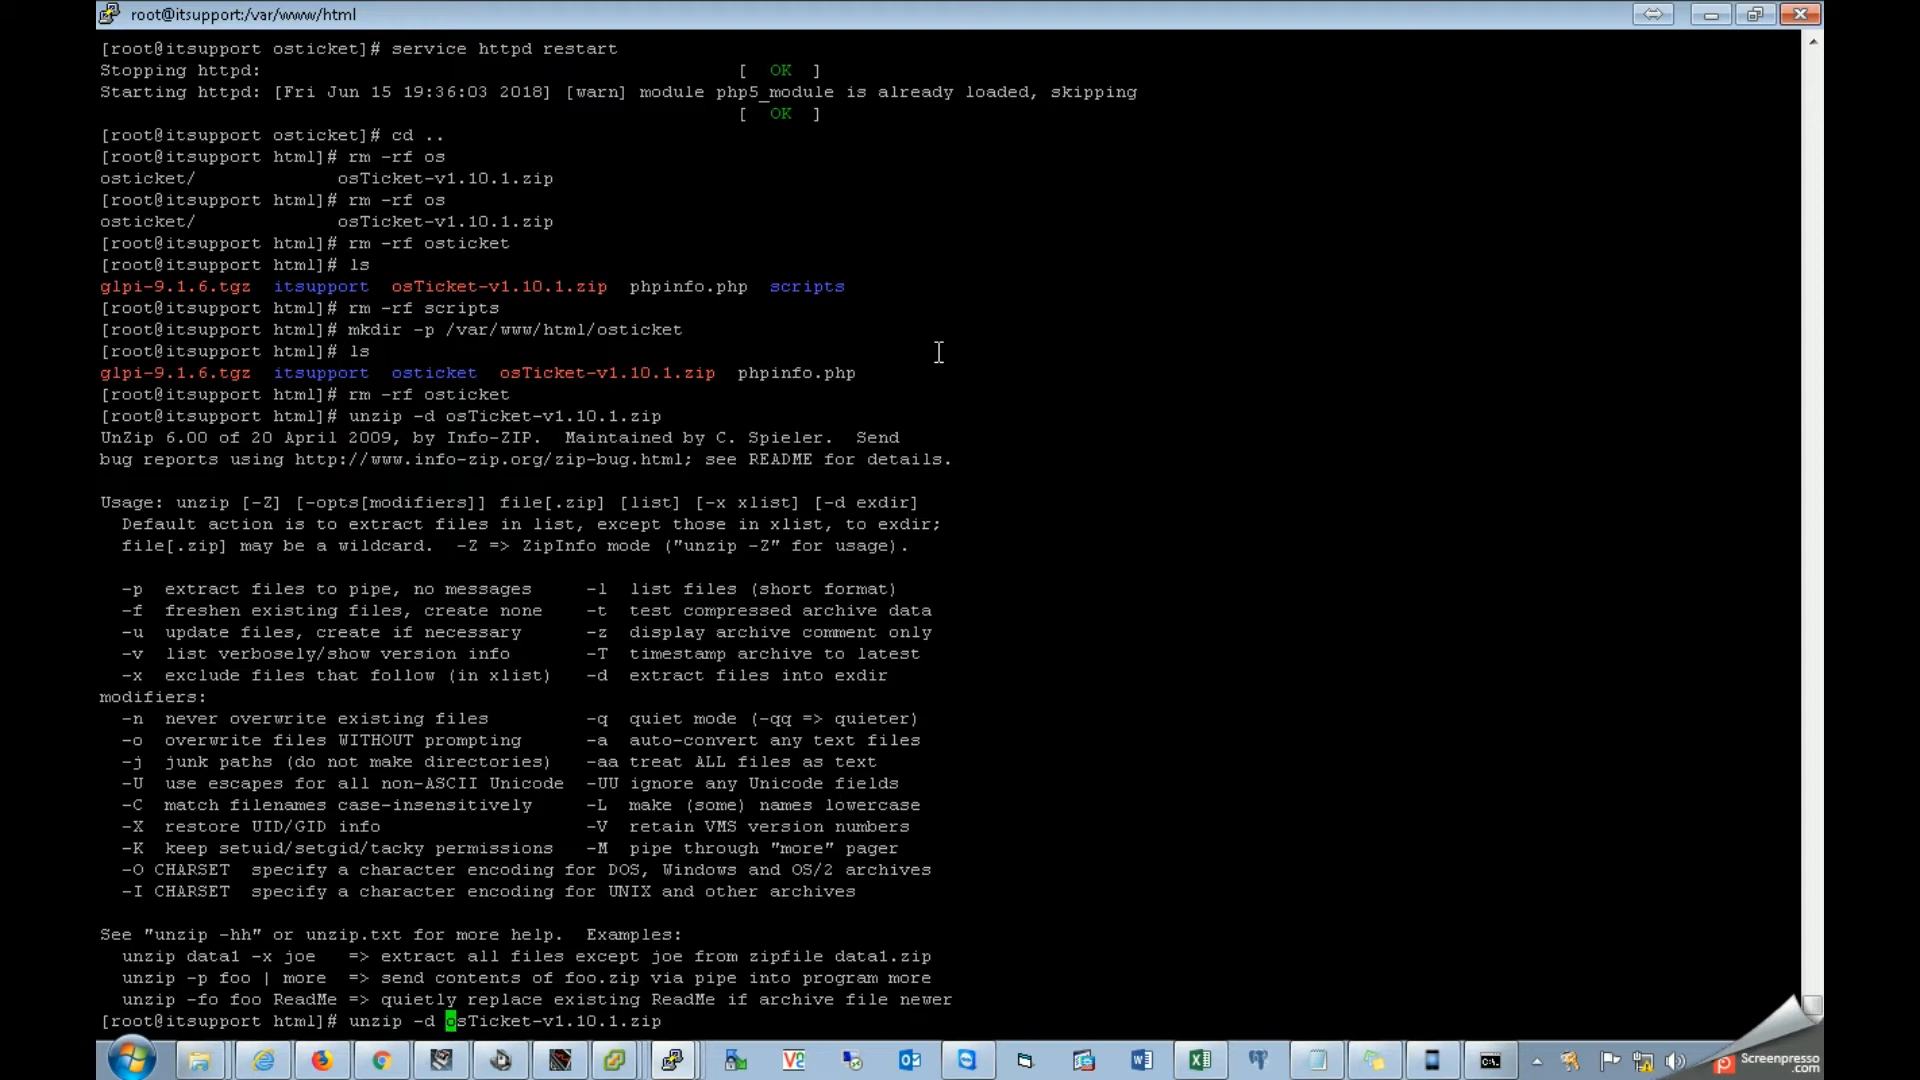 root@itsupport:/var/www/html
[root@itsupport osticket]# service httpd restart
Stopping httpd: [ OK ]
Starting httpd: [Fri Jun 15 19:36:03 2018] [warn] module php5_module is already loaded, skipping
[ OK ]
[root@itsupport osticket]# cd ..
[root@itsupport html]# rm -rf os
osticket/ osTicket-v1.10.1.zip
[root@itsupport html]# rm -rf os
osticket/ osTicket-v1.10.1.zip
[root@itsupport html]# rm -rf osticket
[root@itsupport html]# ls
glpi-9.1.6.tgz itsupport osTicket-v1.10.1.zip phpinfo.php scripts
[root@itsupport html]# rm -rf scripts
[root@itsupport html]# mkdir -p /var/www/html/osticket
[root@itsupport html]# ls
glpi-9.1.6.tgz itsupport osticket osTicket-v1.10.1.zip phpinfo.php
[root@itsupport html]# rm -rf osticket
[root@itsupport html]# unzip -d osTicket-v1.10.1.zip
UnZip 6.00 of 20 April 2009, by Info-ZIP. Maintained by C. Spieler. Send
bug reports using http://www.info-zip.org/zip-bug.html; see README for details.
Usage: unzip [-Z] [-opts[modifiers]] file[.zip] [list] [-x xlist] [-d exdir]
Default action is to extract files in list, except those in xlist, to exdir;
file[.zip] may be a wildcard. -Z => ZipInfo mode ("unzip -Z" for usage).
-p extract files to pipe, no messages -l list files (short format)
-f freshen existing files, create none -t test compressed archive data
-u update files, create if necessary -z display archive comment only
-v list verbosely/show version info -T timestamp archive to latest
-x exclude files that follow (in xlist) -d extract files into exdir
modifiers:
-n never overwrite existing files -q quiet mode (-qq => quieter)
-o overwrite files WITHOUT prompting -a auto-convert any text files
-j junk paths (do not make directories) -aa treat ALL files as text
-U use escapes for all non-ASCII Unicode -UU ignore any Unicode fields
-C match filenames case-insensitively -L make (some) names lowercase
-X restore UID/GID info -V retain VMS version numbers
-K keep setuid/setgid/tacky permissions -M pipe through "more" pager
-O CHARSET specify a character encoding for DOS, Windows and OS/2 archives
-I CHARSET specify a character encoding for UNIX and other archives
See "unzip -hh" or unzip.txt for more help. Examples:
unzip data1 -x joe => extract all files except joe from zipfile data1.zip
unzip -p foo | more => send contents of foo.zip via pipe into program more
unzip -fo foo ReadMe => quietly replace existing ReadMe if archive file newer
[root@itsupport html]# unzip -d osTicket-v1.10.1.zip
Screenpresso
.com